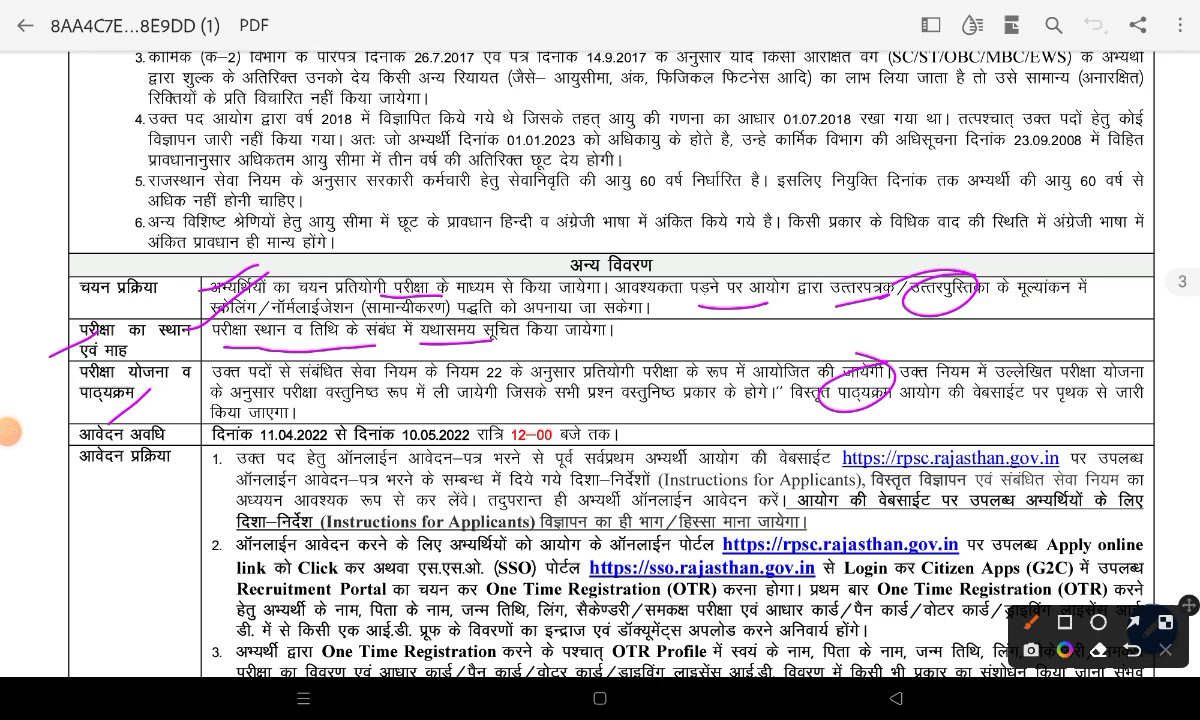 8AA4C7E...8E9DD (1) PDF
3. कार्मिक (क–2) विभाग के परिपत्र दिनांक 26.7.2017 एवं पत्र दिनांक 14.9.2017 के अनुसार यदि किसी आरक्षित वर्ग (SC/ST/OBC/MBC/EWS) के अभ्यर्थी
द्वारा शुल्क के अतिरिक्त उनको देय किसी अन्य रियायत (जैसे– आयुसीमा, अंक, फिजिकल फिटनेस आदि) का लाभ लिया जाता है तो उसे सामान्य (अनारक्षित)
रिक्तियों के प्रति विचारित नहीं किया जायेगा।
4. उक्त पद आयोग द्वारा वर्ष 2018 में विज्ञापित किये गये थे जिसके तहत् आयु की गणना का आधार 01.07.2018 रखा गया था। तत्पश्चात् उक्त पदों हेतु कोई
विज्ञापन जारी नहीं किया गया। अतः जो अभ्यर्थी दिनांक 01.01.2023 को अधिकायु के होते है, उन्हे कार्मिक विभाग की अधिसूचना दिनांक 23.09.2008 में विहित
प्रावधानानुसार अधिकतम आयु सीमा में तीन वर्ष की अतिरिक्त छूट देय होगी।
5. राजस्थान सेवा नियम के अनुसार सरकारी कर्मचारी हेतु सेवानिवृति की आयु 60 वर्ष निर्धारित है। इसलिए नियुक्ति दिनांक तक अभ्यर्थी की आयु 60 वर्ष से
अधिक नहीं होनी चाहिए।
6. अन्य विशिष्ट श्रेणियों हेतु आयु सीमा में छूट के प्रावधान हिन्दी व अंग्रेजी भाषा में अंकित किये गये है। किसी प्रकार के विधिक वाद की स्थिति में अंग्रेजी भाषा में
अंकित प्रावधान ही मान्य होंगे।
अन्य विवरण
चयन प्रक्रिया
अभ्यर्थियों का चयन प्रतियोगी परीक्षा के माध्यम से किया जायेगा। आवश्यकता पड़ने पर आयोग द्वारा उत्तरपत्रक/उत्तरपुस्तिका के मूल्यांकन में
स्केलिंग/नॉर्मलाईजेशन (सामान्यीकरण) पद्धति को अपनाया जा सकेगा।
परीक्षा का स्थान
एवं माह
परीक्षा स्थान व तिथि के संबंध में यथासमय सूचित किया जायेगा।
परीक्षा योजना व
पाठ्यक्रम
उक्त पदों से संबंधित सेवा नियम के नियम 22 के अनुसार प्रतियोगी परीक्षा के रूप में आयोजित की जायेगी। उक्त नियम में उल्लेखित परीक्षा योजना
के अनुसार परीक्षा वस्तुनिष्ठ रूप में ली जायेगी जिसके सभी प्रश्न वस्तुनिष्ठ प्रकार के होगे।'' विस्तृत पाठ्यक्रम आयोग की वेबसाईट पर पृथक से जारी
किया जाएगा।
आवेदन अवधि
दिनांक 11.04.2022 से दिनांक 10.05.2022 रात्रि 12–00 बजे तक।
आवेदन प्रक्रिया
1. उक्त पद हेतु ऑनलाईन आवेदन–पत्र भरने से पूर्व सर्वप्रथम अभ्यर्थी आयोग की वेबसाईट https://rpsc.rajasthan.gov.in पर उपलब्ध
ऑनलाईन आवेदन–पत्र भरने के सम्बन्ध में दिये गये दिशा–निर्देशों (Instructions for Applicants), विस्तृत विज्ञापन एवं संबंधित सेवा नियम का
अध्ययन आवश्यक रूप से कर लेंवे। तदुपरान्त ही अभ्यर्थी ऑनलाईन आवेदन करें। आयोग की वेबसाईट पर उपलब्ध अभ्यर्थियों के लिए
दिशा–निर्देश (Instructions for Applicants) विज्ञापन का ही भाग/हिस्सा माना जायेगा।
2. ऑनलाईन आवेदन करने के लिए अभ्यर्थियों को आयोग के ऑनलाईन पोर्टल https://rpsc.rajasthan.gov.in पर उपलब्ध Apply online
link को Click कर अथवा एस.एस.ओ. (SSO) पोर्टल https://sso.rajasthan.gov.in से Login कर Citizen Apps (G2C) में उपलब्ध
Recruitment Portal का चयन कर One Time Registration (OTR) करना होगा। प्रथम बार One Time Registration (OTR) करने
हेतु अभ्यर्थी के नाम, पिता के नाम, जन्म तिथि, लिंग, सैकेण्डरी/समकक्ष परीक्षा एवं आधार कार्ड/पैन कार्ड/वोटर कार्ड/ड्राइविंग लाइसेंस आई.
डी. में से किसी एक आई.डी. प्रूफ के विवरणों का इन्द्राज एवं डॉक्यूमेंट्स अपलोड करने अनिवार्य होंगे।
3. अभ्यर्थी द्वारा One Time Registration करने के पश्चात् OTR Profile में स्वयं के नाम, पिता के नाम, जन्म तिथि, लिंग,
परीक्षा का विवरण एवं आधार कार्ड/पैन कार्ड/वोटर कार्ड/ड्राइविंग लाइसेंस आई.डी. विवरण में किसी भी प्रकार का संशोधन किया जाना संभव
3